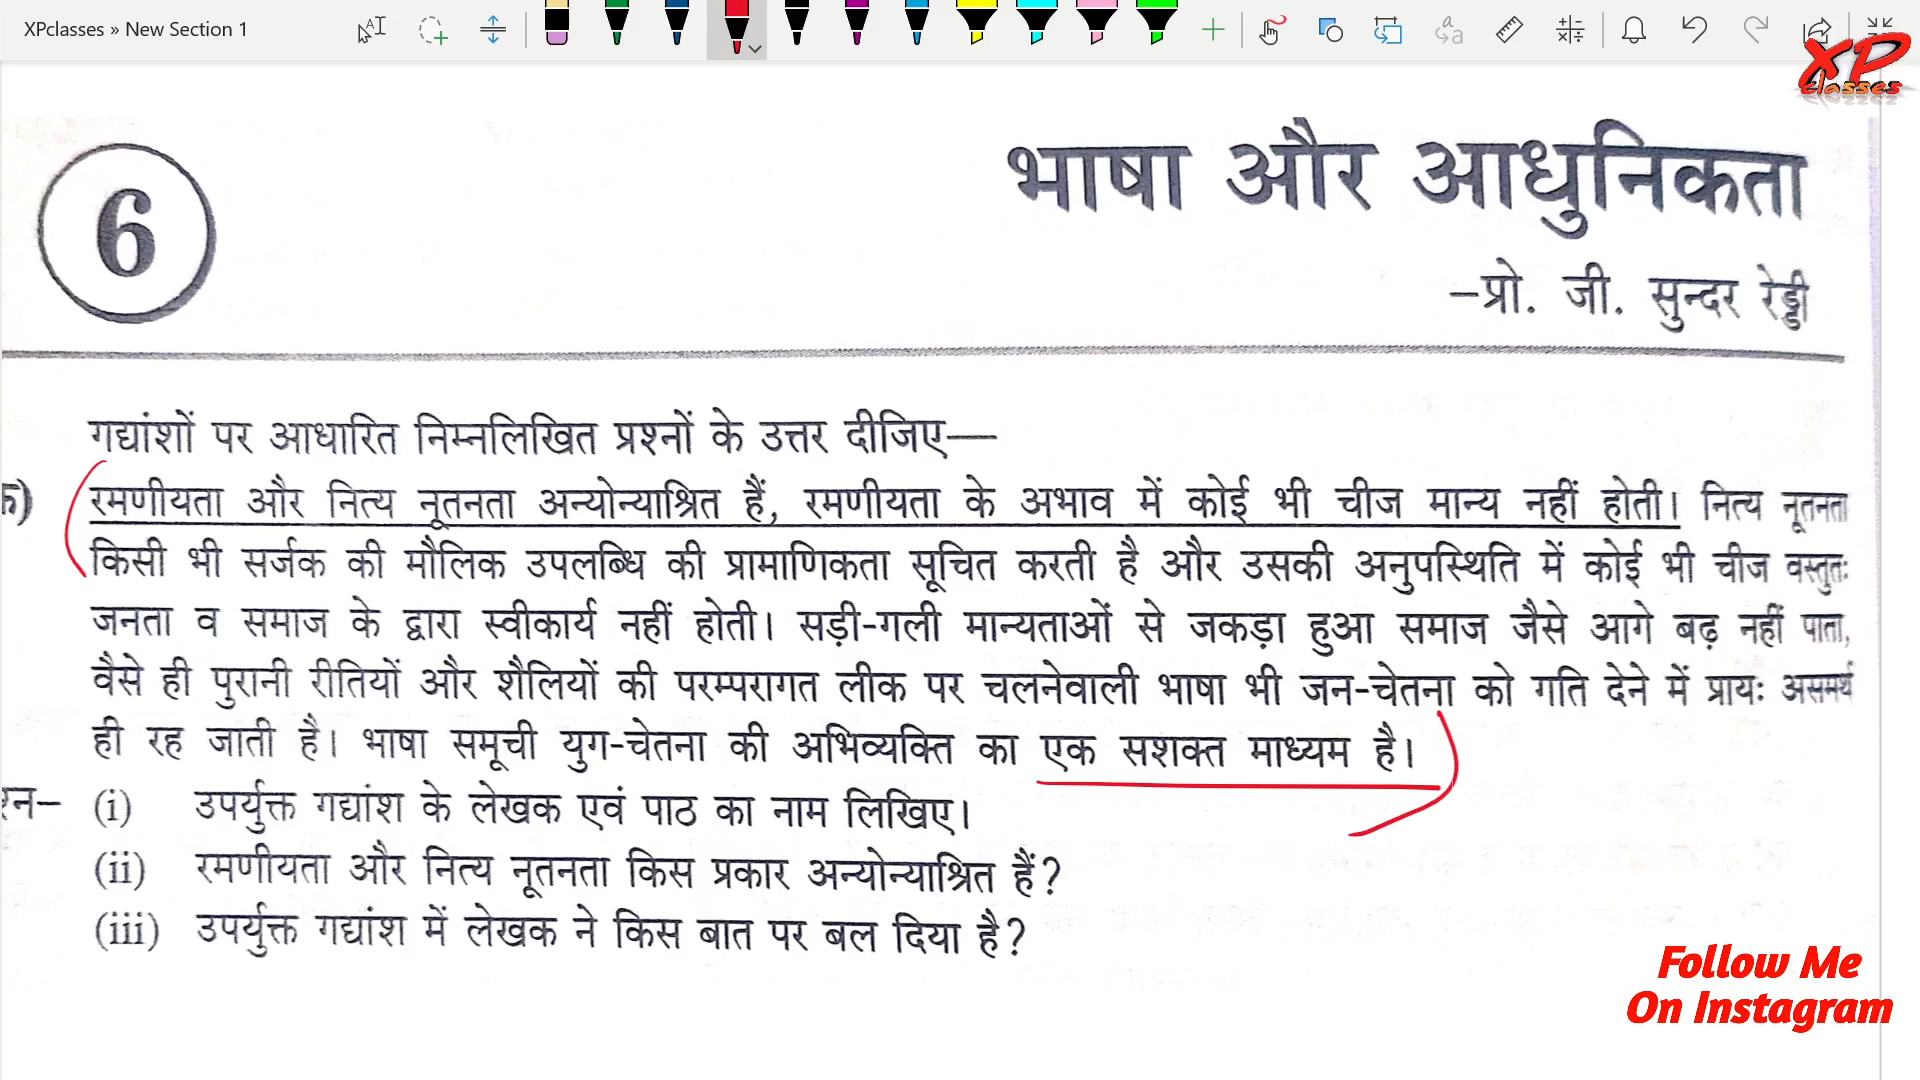 XPclasses » New Section 1
XP
classes
6
भाषा और आधुनिकता
–प्रो. जी. सुन्दर रेड्डी
गद्यांशों पर आधारित निम्नलिखित प्रश्नों के उत्तर दीजिए—
रमणीयता और नित्य नूतनता अन्योन्याश्रित हैं, रमणीयता के अभाव में कोई भी चीज मान्य नहीं होती। नित्य नूतनता
किसी भी सर्जक की मौलिक उपलब्धि की प्रामाणिकता सूचित करती है और उसकी अनुपस्थिति में कोई भी चीज वस्तुतः
जनता व समाज के द्वारा स्वीकार्य नहीं होती। सड़ी-गली मान्यताओं से जकड़ा हुआ समाज जैसे आगे बढ़ नहीं पाता,
वैसे ही पुरानी रीतियों और शैलियों की परम्परागत लीक पर चलनेवाली भाषा भी जन-चेतना को गति देने में प्रायः असमर्थ
ही रह जाती है। भाषा समूची युग-चेतना की अभिव्यक्ति का एक सशक्त माध्यम है।
(i) उपर्युक्त गद्यांश के लेखक एवं पाठ का नाम लिखिए।
(ii) रमणीयता और नित्य नूतनता किस प्रकार अन्योन्याश्रित हैं?
(iii) उपर्युक्त गद्यांश में लेखक ने किस बात पर बल दिया है?
Follow Me
On Instagram